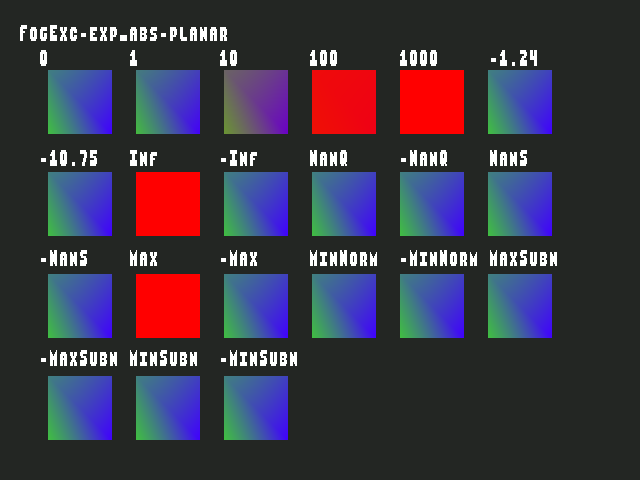 FogExc-exp_abs-planar
0 1 10 100 1000 -1.24
-10.75 Inf -Inf NanQ -NanQ NanS
-NanS Max -Max MinNorm -MinNorm MaxSubN
-MaxSubN MinSubN -MinSubN